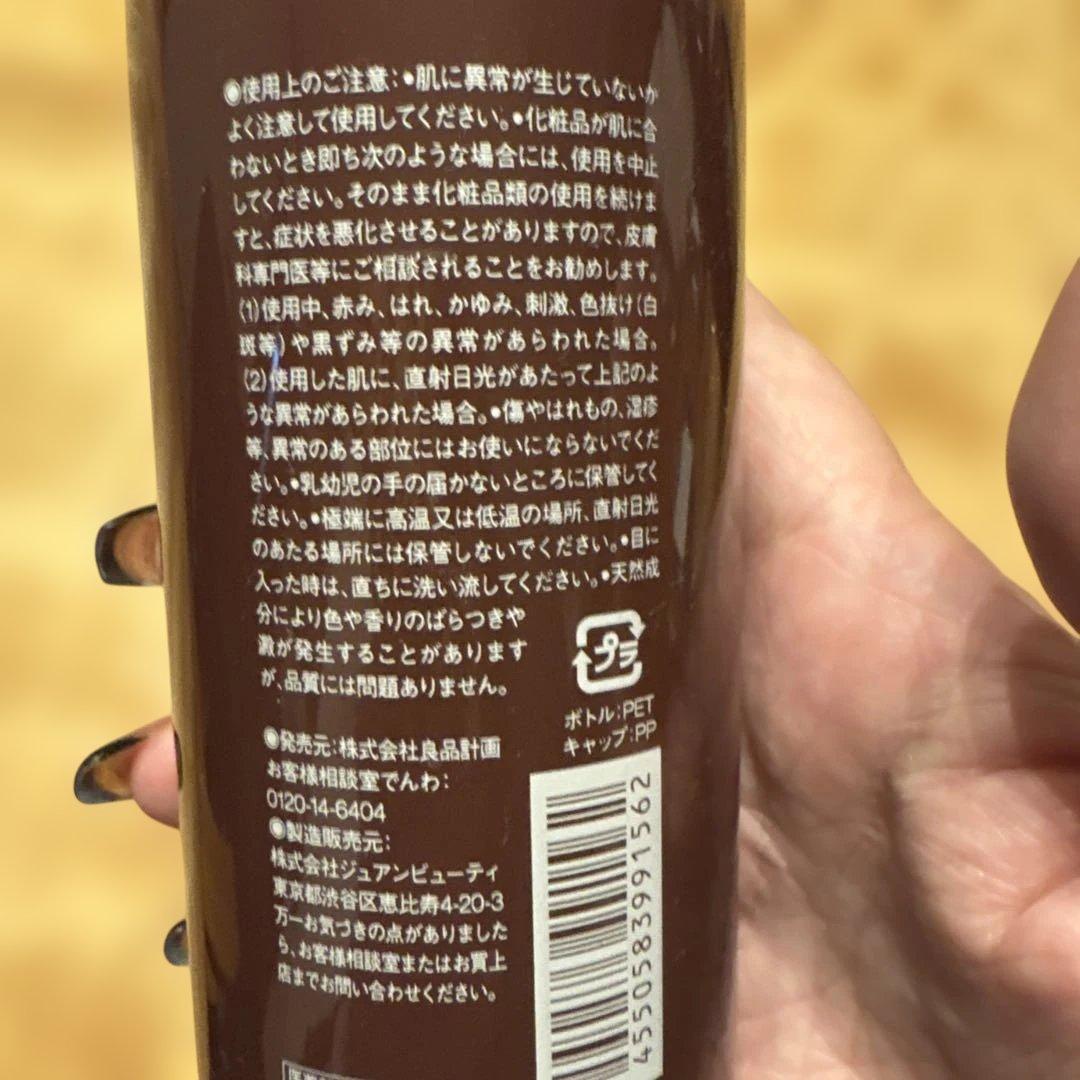 ◉使用上のご注意：•肌に異常が生じていないか
よく注意して使用してください。•化粧品が肌に合
わないとき即ち次のような場合には、使用を中止
してください。そのまま化粧品類の使用を続けま
すと、症状を悪化させることがありますので、皮膚
科専門医等にご相談されることをお勧めします。
(1)使用中、赤み、はれ、かゆみ、刺激、色抜け(白
斑等)や黒ずみ等の異常があらわれた場合。
(2)使用した肌に、直射日光があたって上記のよ
うな異常があらわれた場合。•傷やはれもの、湿疹
等、異常のある部位にはお使いにならないでくだ
さい。•乳幼児の手の届かないところに保管してく
ださい。•極端に高温又は低温の場所、直射日光
のあたる場所には保管しないでください。•目に
入った時は、直ちに洗い流してください。•天然成
分により色や香りのばらつきや
澱が発生することがあります
が、品質には問題ありません。
プラ
ボトル:PET
キャップ:PP
◉発売元：株式会社良品計画
お客様相談室でんわ：
0120-14-6404
◉製造販売元：
株式会社ジュアンビューティ
東京都渋谷区恵比寿4-20-3
万一お気づきの点がありました
ら、お客様相談室またはお買上
店までお問い合わせください。
4550583991562